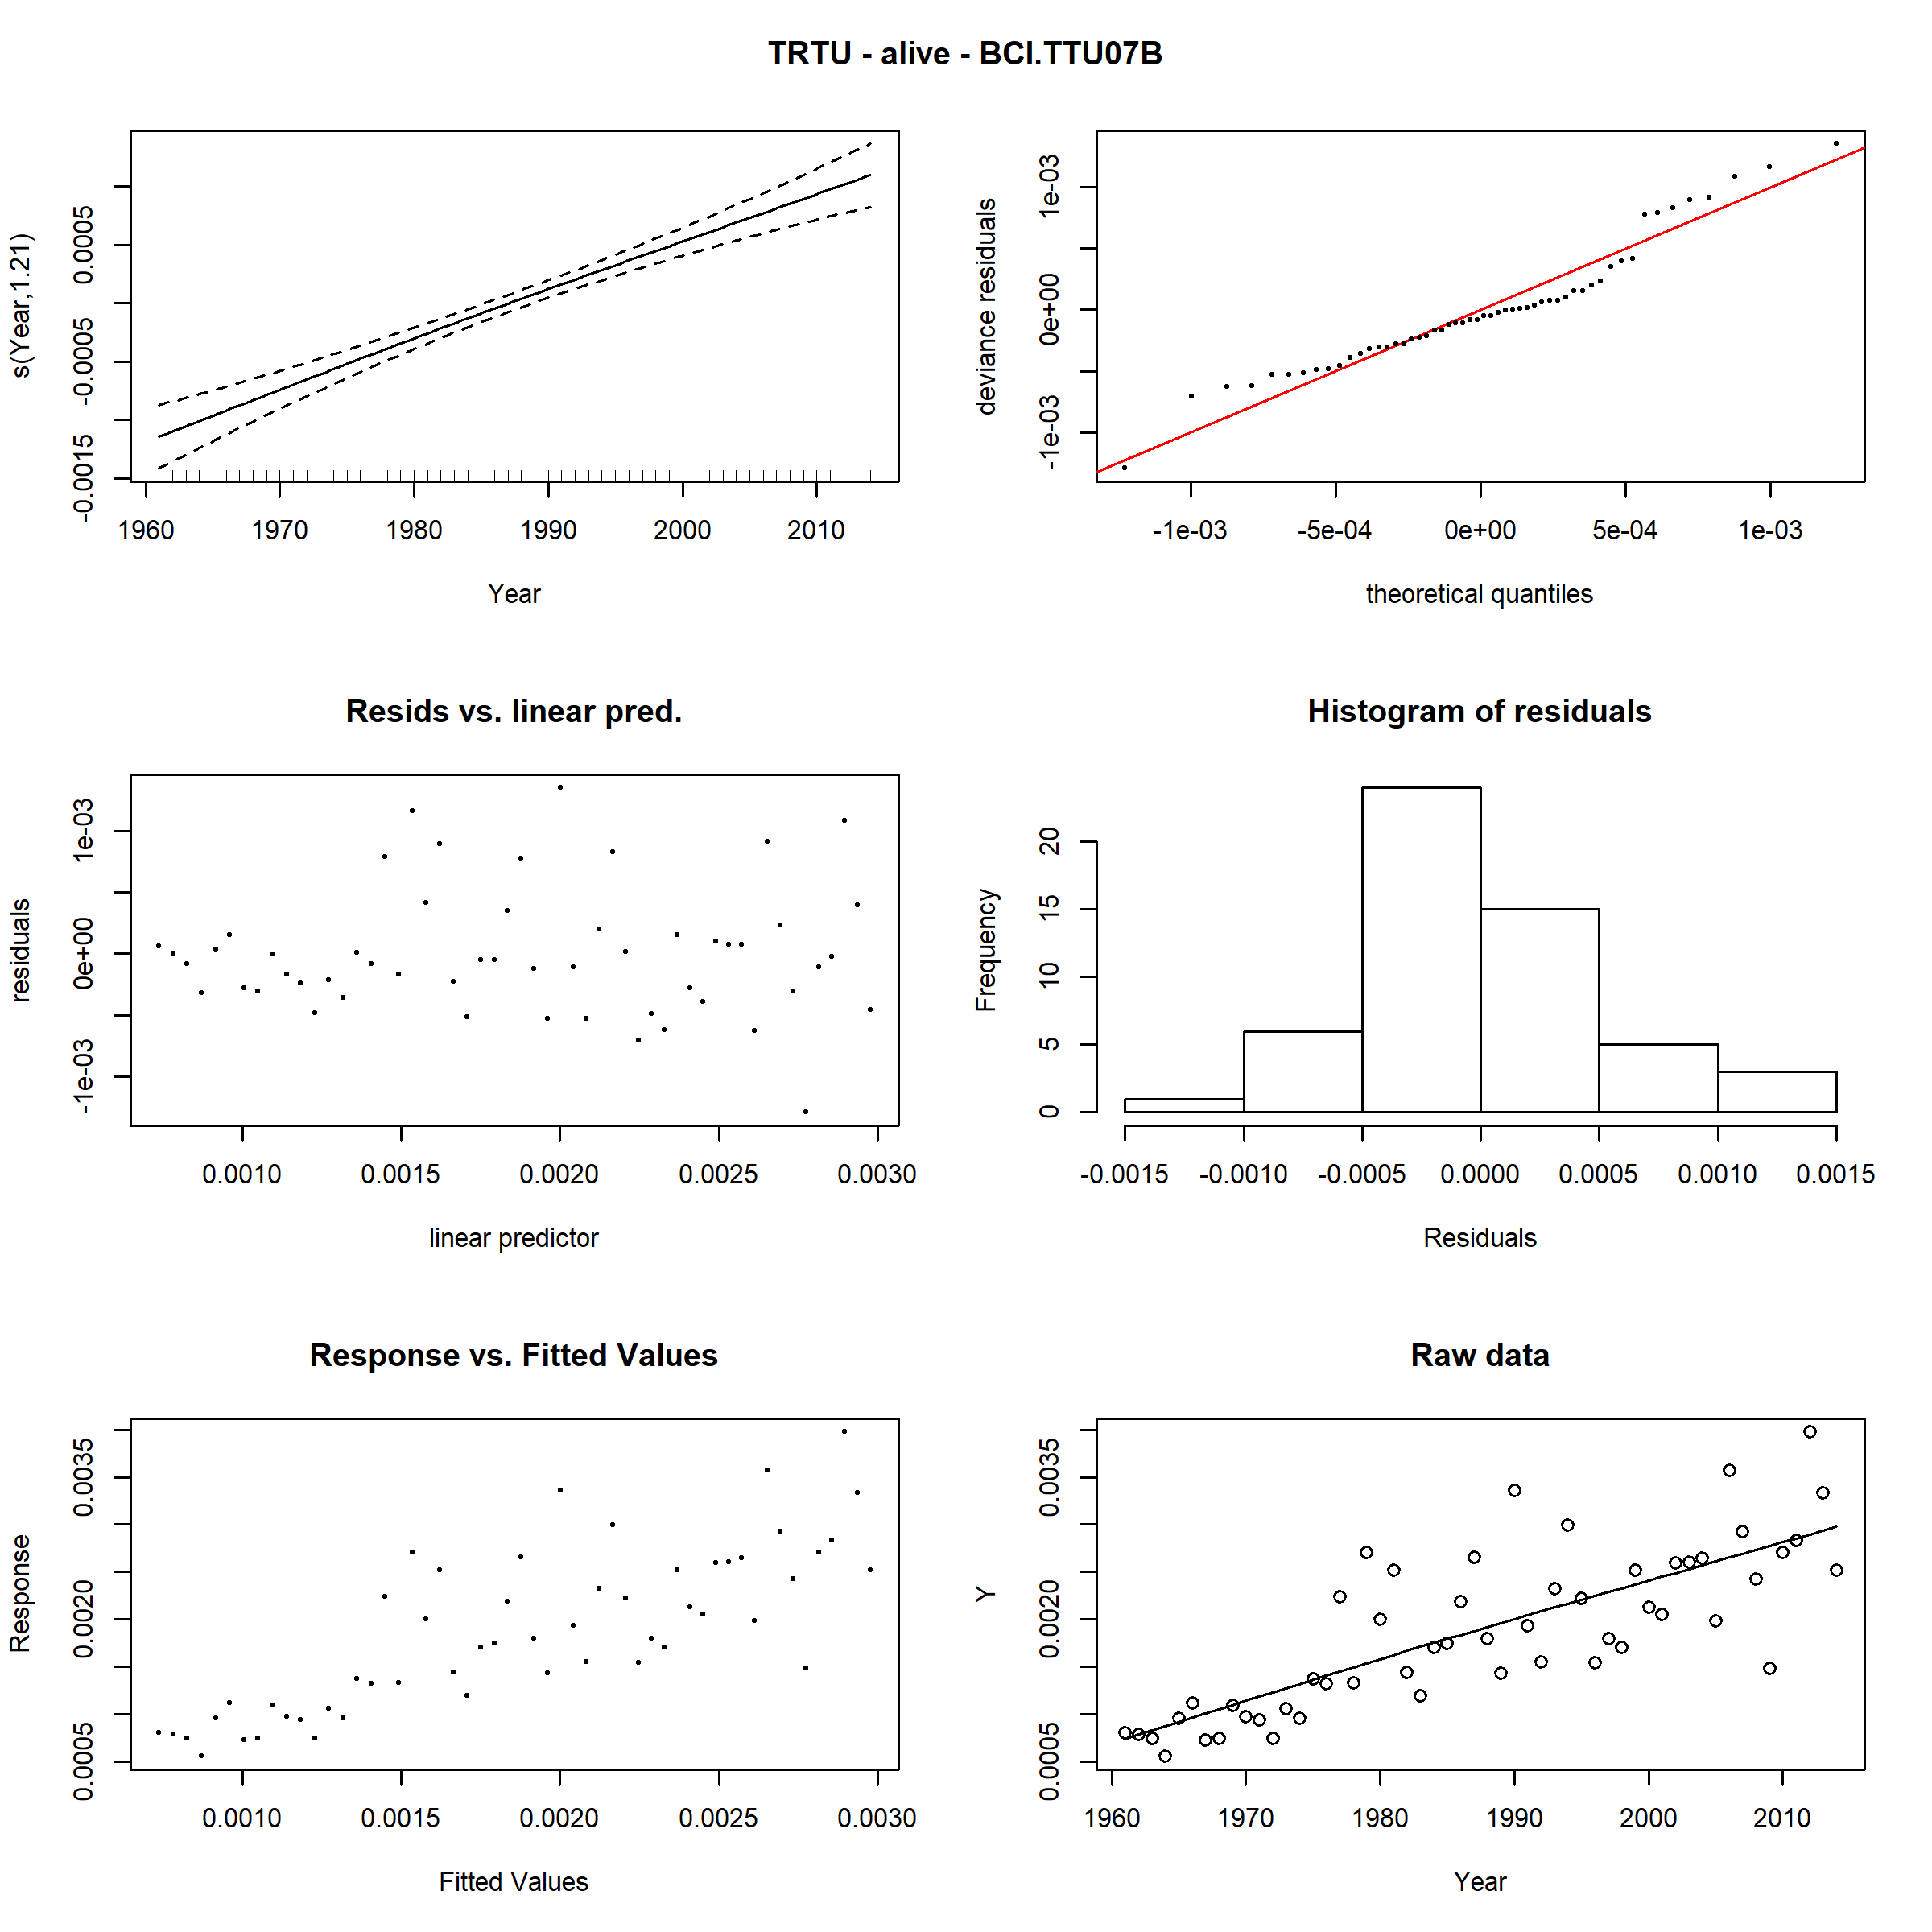 TRTU - alive - BCI.TTU07B
s(Year,1.21)
-0.0015 -0.0005 0.0005
1960 1970 1980 1990 2000 2010
Year
deviance residuals
-1e-03 0e+00 1e-03
-1e-03 -5e-04 0e+00 5e-04 1e-03
theoretical quantiles
Resids vs. linear pred.
residuals
-1e-03 0e+00 1e-03
0.0010 0.0015 0.0020 0.0025 0.0030
linear predictor
Histogram of residuals
Frequency
0 5 10 15 20
-0.0015 -0.0010 -0.0005 0.0000 0.0005 0.0010 0.0015
Residuals
Response vs. Fitted Values
Response
0.0005 0.0020 0.0035
0.0010 0.0015 0.0020 0.0025 0.0030
Fitted Values
Raw data
Y
0.0005 0.0020 0.0035
1960 1970 1980 1990 2000 2010
Year